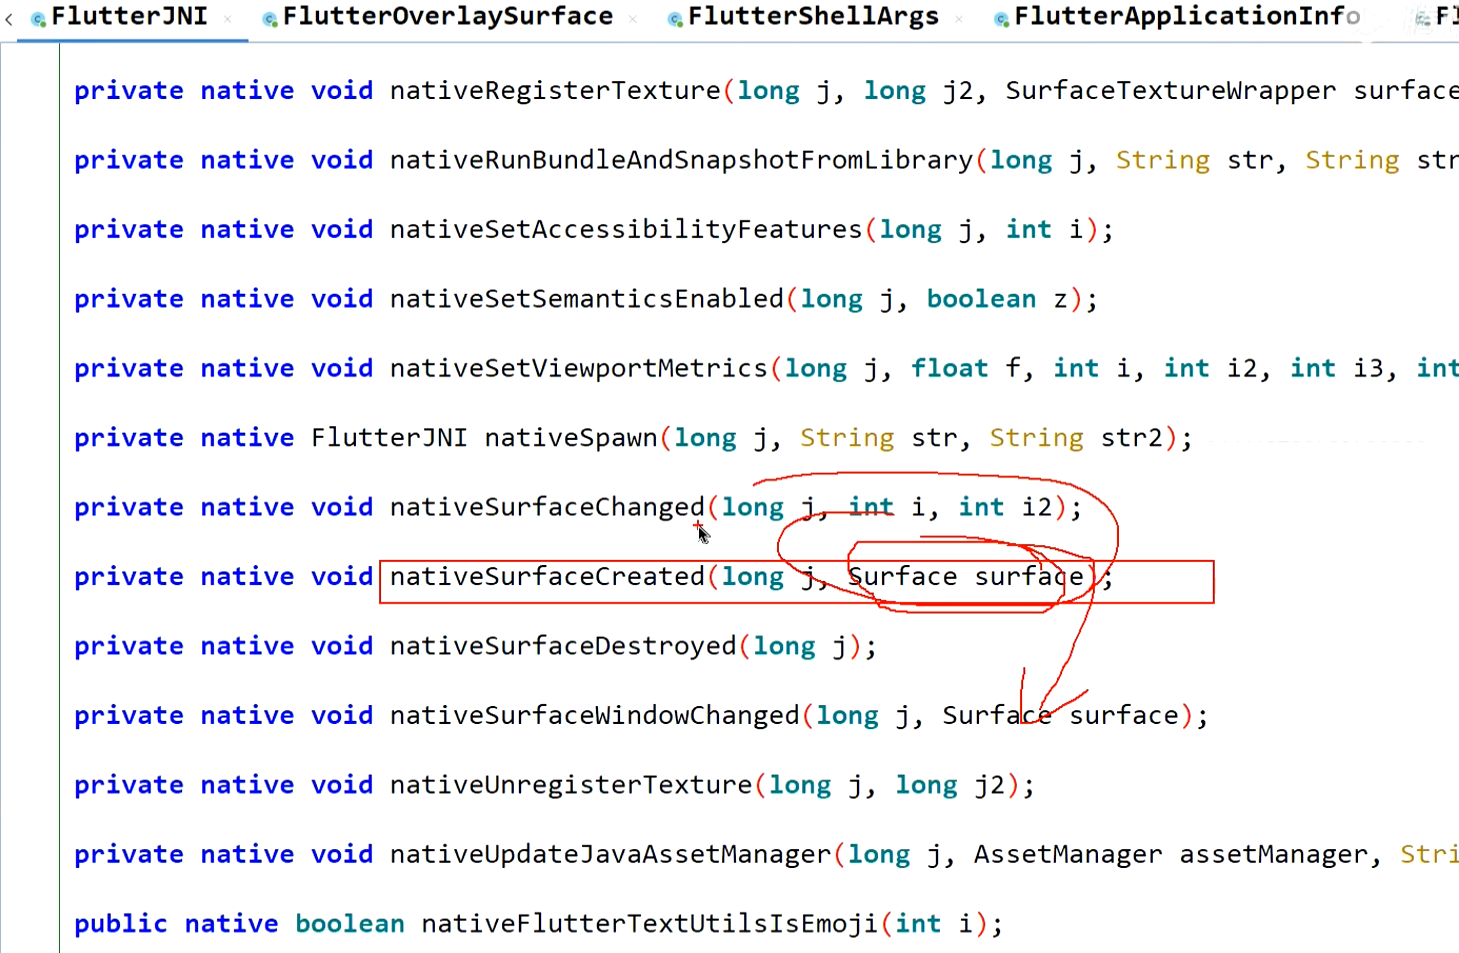 FlutterJNI FlutterOverlaySurface FlutterShellArgs FlutterApplicationInfo
private native void nativeRegisterTexture(long j, long j2, SurfaceTextureWrapper surface
private native void nativeRunBundleAndSnapshotFromLibrary(long j, String str, String str
private native void nativeSetAccessibilityFeatures(long j, int i);
private native void nativeSetSemanticsEnabled(long j, boolean z);
private native void nativeSetViewportMetrics(long j, float f, int i, int i2, int i3, int
private native FlutterJNI nativeSpawn(long j, String str, String str2);
private native void nativeSurfaceChanged(long j, int i, int i2);
private native void nativeSurfaceCreated(long j, Surface surface);
private native void nativeSurfaceDestroyed(long j);
private native void nativeSurfaceWindowChanged(long j, Surface surface);
private native void nativeUnregisterTexture(long j, long j2);
private native void nativeUpdateJavaAssetManager(long j, AssetManager assetManager, Stri
public native boolean nativeFlutterTextUtilsIsEmoji(int i);